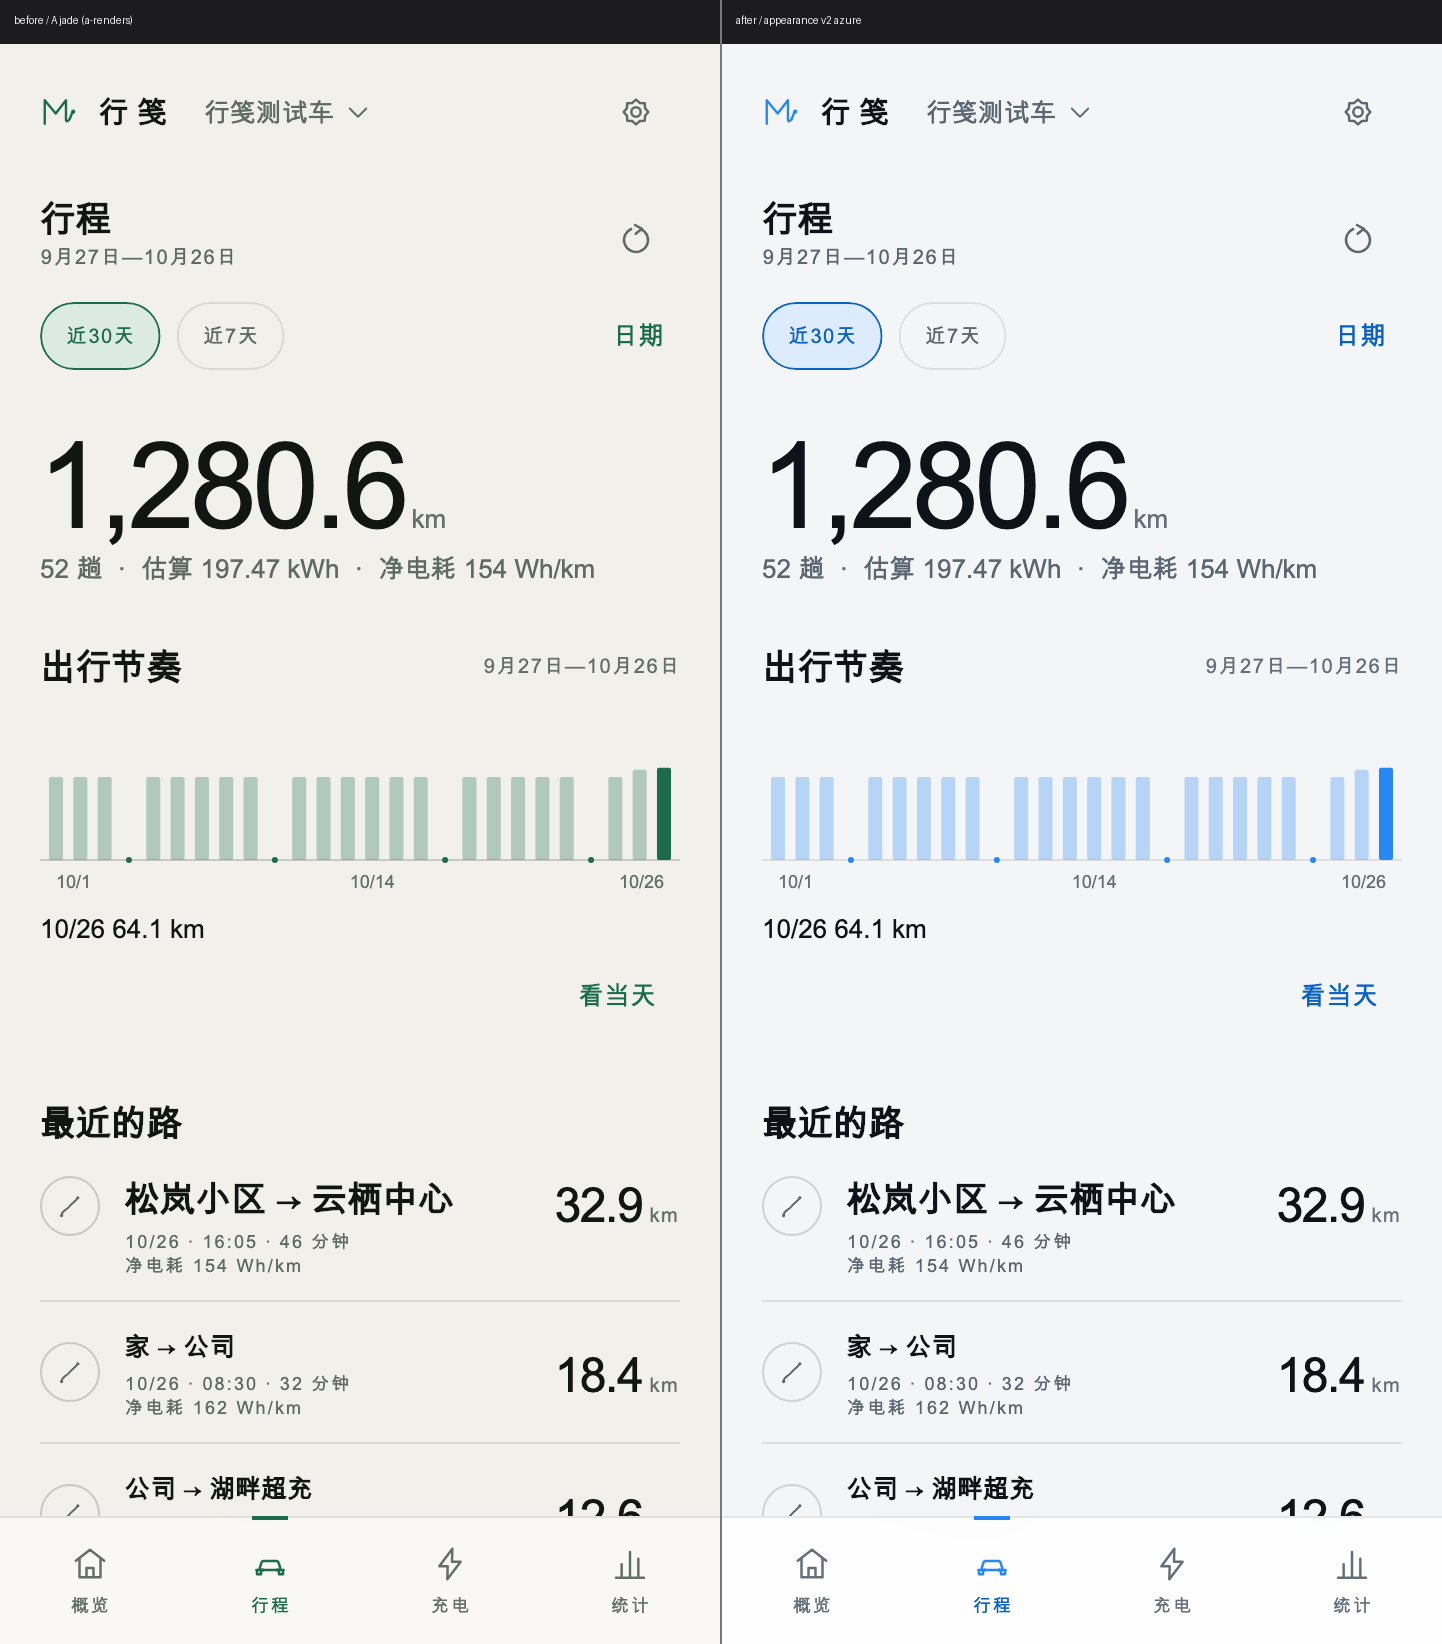 before / A jade (a-renders)
行笺 行笺测试车
行程
9月27日—10月26日
近30天 近7天 日期
1,280.6 km
52 趟 · 估算 197.47 kWh · 净电耗 154 Wh/km
出行节奏 9月27日—10月26日
10/1 10/14 10/26
10/26 64.1 km
看当天
最近的路
松岚小区 → 云栖中心 32.9 km
10/26 · 16:05 · 46 分钟
净电耗 154 Wh/km
家 → 公司 18.4 km
10/26 · 08:30 · 32 分钟
净电耗 162 Wh/km
公司 → 湖畔超充 12.6
概览 行程 充电 统计
after / appearance v2 azure
行笺 行笺测试车
行程
9月27日—10月26日
近30天 近7天 日期
1,280.6 km
52 趟 · 估算 197.47 kWh · 净电耗 154 Wh/km
出行节奏 9月27日—10月26日
10/1 10/14 10/26
10/26 64.1 km
看当天
最近的路
松岚小区 → 云栖中心 32.9 km
10/26 · 16:05 · 46 分钟
净电耗 154 Wh/km
家 → 公司 18.4 km
10/26 · 08:30 · 32 分钟
净电耗 162 Wh/km
公司 → 湖畔超充 12.6
概览 行程 充电 统计